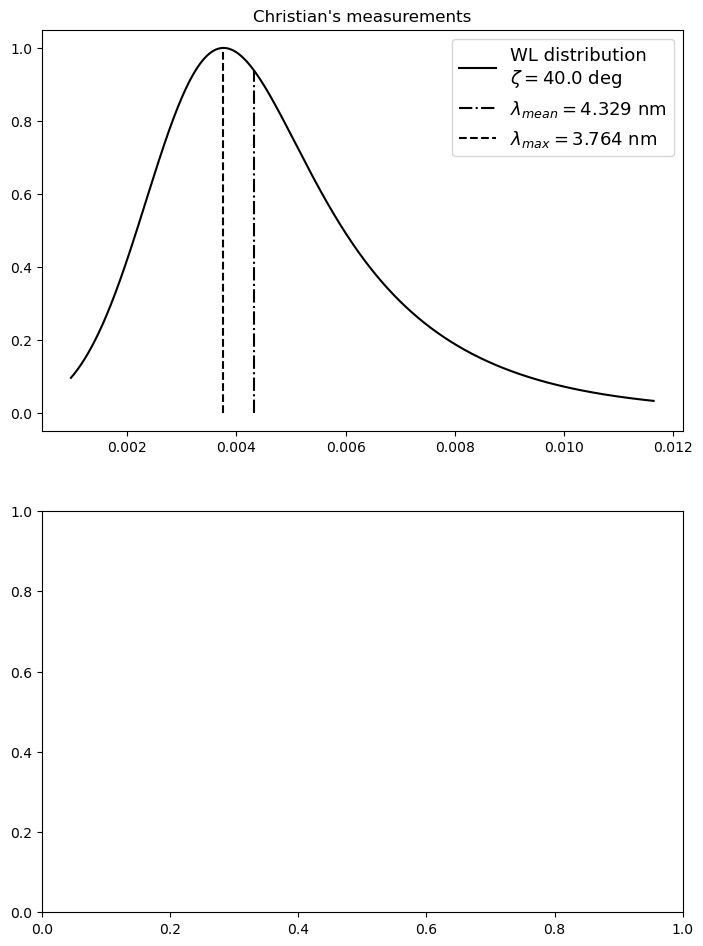 Christian's measurements
WL distribution
ζ = 40.0 deg
λmean = 4.329 nm
λmax = 3.764 nm
1.0
0.8
0.6
0.4
0.2
0.0
0.002 0.004 0.006 0.008 0.010 0.012
1.0
0.8
0.6
0.4
0.2
0.0
0.0 0.2 0.4 0.6 0.8 1.0